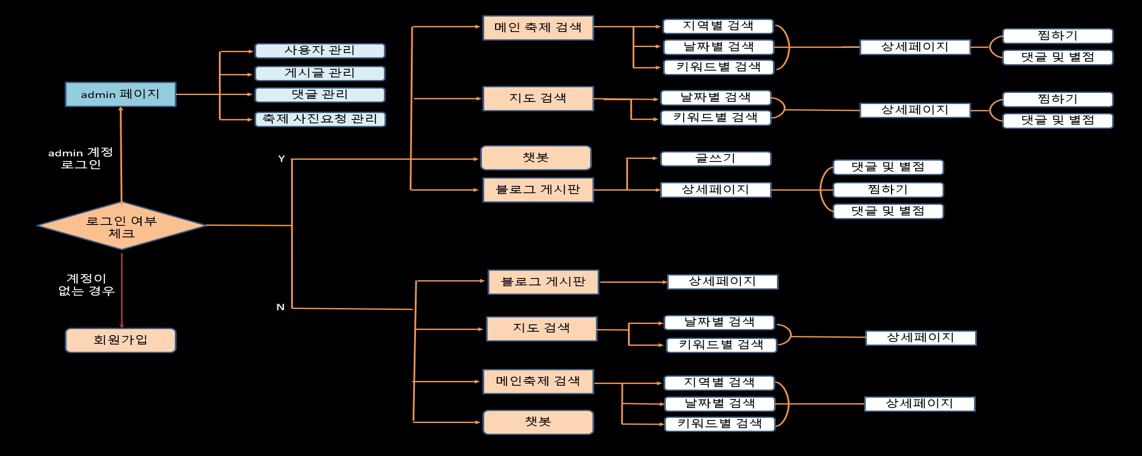 메인 축제 검색
지역별 검색
날짜별 검색
키워드별 검색
상세페이지
찜하기
댓글 및 별점
사용자 관리
게시글 관리
댓글 관리
축제 사진요청 관리
admin 페이지
지도 검색
날짜별 검색
키워드별 검색
상세페이지
찜하기
댓글 및 별점
admin 계정
로그인
Y
챗봇
블로그 게시판
글쓰기
상세페이지
댓글 및 별점
찜하기
댓글 및 별점
로그인 여부
체크
계정이
없는 경우
회원가입
N
블로그 게시판
상세페이지
지도 검색
날짜별 검색
키워드별 검색
상세페이지
메인축제 검색
지역별 검색
날짜별 검색
키워드별 검색
상세페이지
챗봇